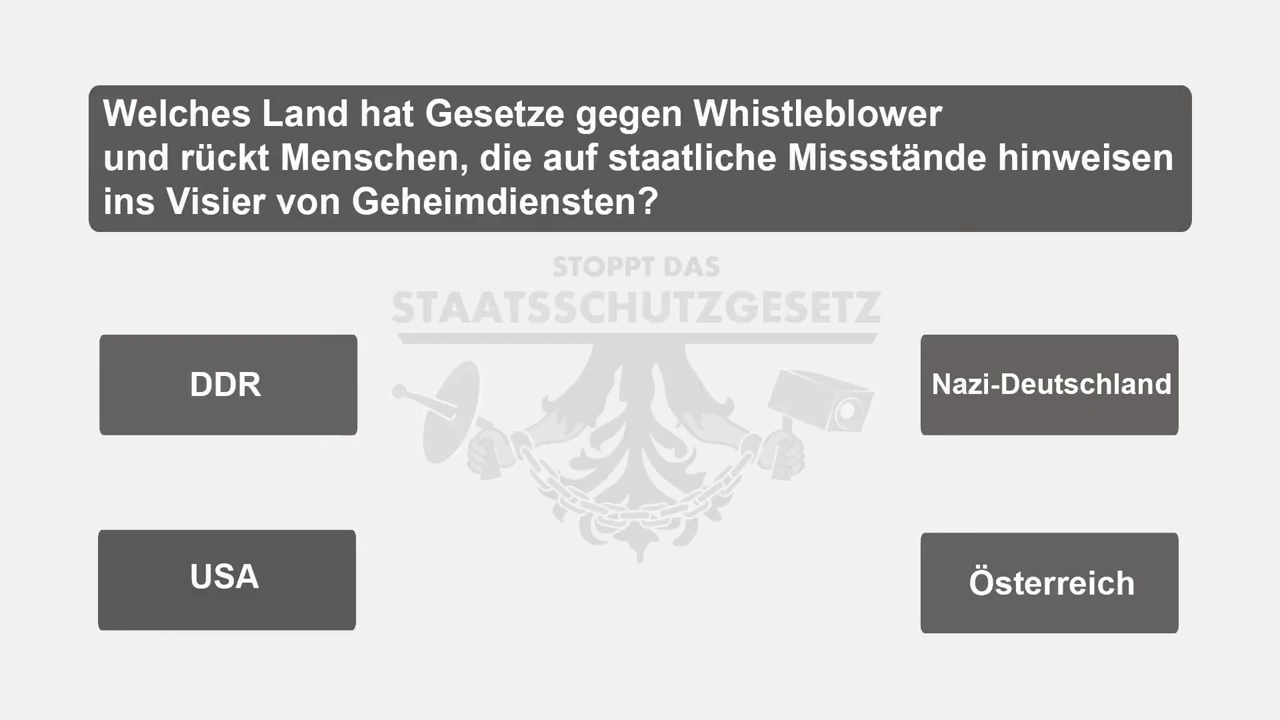 Welches Land hat Gesetze gegen Whistleblower
und rückt Menschen, die auf staatliche Missstände hinweisen
ins Visier von Geheimdiensten?
STOPPT DAS
STAATSSCHUTZGESETZ
DDR
Nazi-Deutschland
USA
Österreich